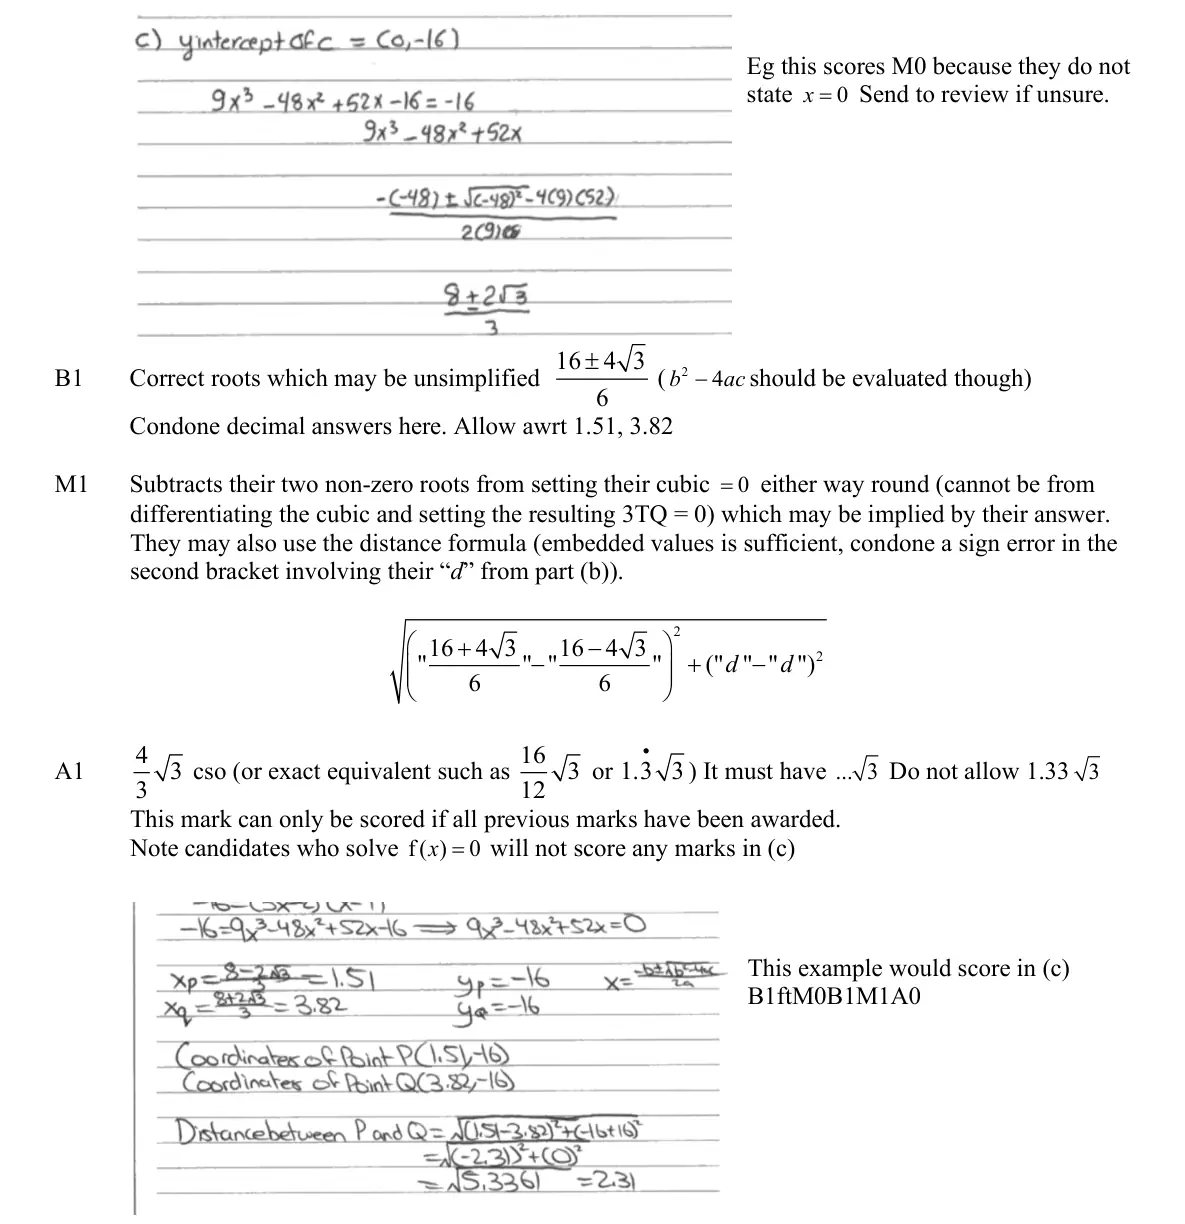 c) y intercept of c = (0,-16)
Eg this scores M0 because they do not
state x = 0 Send to review if unsure.
9x³ -48x² +52x -16 = -16
9x³ -48x² +52x
-(-48) ± √(-48)² -4(9)(52)
2(9)
8 ± 2√3
3
B1 Correct roots which may be unsimplified (16 ± 4√3)/6 (b² – 4ac should be evaluated though)
Condone decimal answers here. Allow awrt 1.51, 3.82
M1 Subtracts their two non-zero roots from setting their cubic = 0 either way round (cannot be from
differentiating the cubic and setting the resulting 3TQ = 0) which may be implied by their answer.
They may also use the distance formula (embedded values is sufficient, condone a sign error in the
second bracket involving their “d” from part (b)).
√(("(16 + 4√3)/6"–"(16 – 4√3)/6")² + ("d"–"d")²)
A1 4/3 √3 cso (or exact equivalent such as 16/12 √3 or 1.3̇√3) It must have ...√3 Do not allow 1.33 √3
This mark can only be scored if all previous marks have been awarded.
Note candidates who solve f(x) = 0 will not score any marks in (c)
-16=9x³-48x²+52x-16 ⟹ 9x³-48x²+52x=0
xp = (8-2√3)/3 = 1.51 yp = -16 x = (-b±√b²-4ac)/2a
xq = (8+2√3)/3 = 3.82 yQ = -16
This example would score in (c)
B1ftM0B1M1A0
Coordinates of Point P(1.51,-16)
Coordinates of Point Q(3.82,-16)
Distance between P and Q = √(1.51-3.82)²+(-16+16)²
= √(-2.31)²+(0)²
= √5.3361 = 2.31